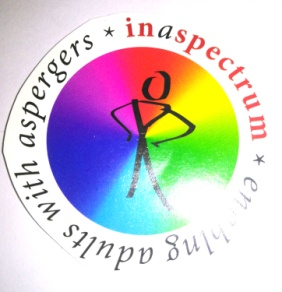 inaspectrum * enabling adults with aspergers *